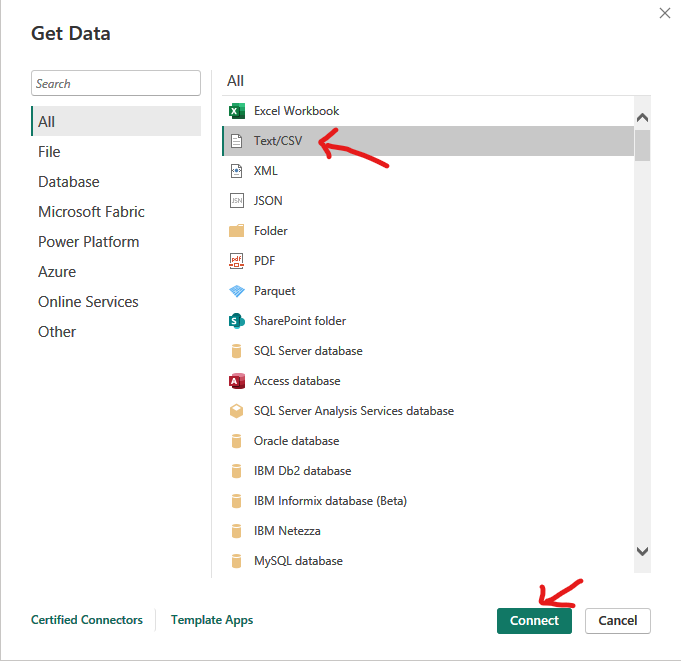 Get Data
Search
All
File
Database
Microsoft Fabric
Power Platform
Azure
Online Services
Other
All
Excel Workbook
Text/CSV
XML
JSON
Folder
PDF
Parquet
SharePoint folder
SQL Server database
Access database
SQL Server Analysis Services database
Oracle database
IBM Db2 database
IBM Informix database (Beta)
IBM Netezza
MySQL database
Certified Connectors
Template Apps
Connect
Cancel